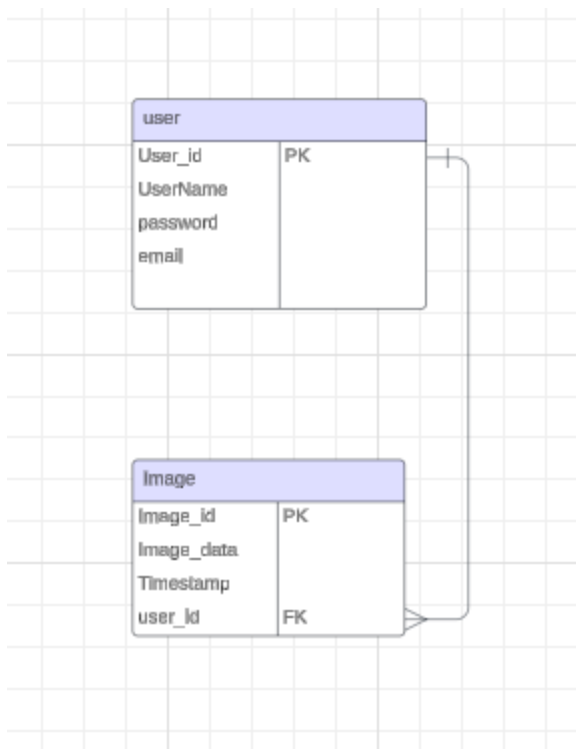 user
User_id PK
UserName
password
email
Image
Image_id PK
Image_data
Timestamp
user_id FK